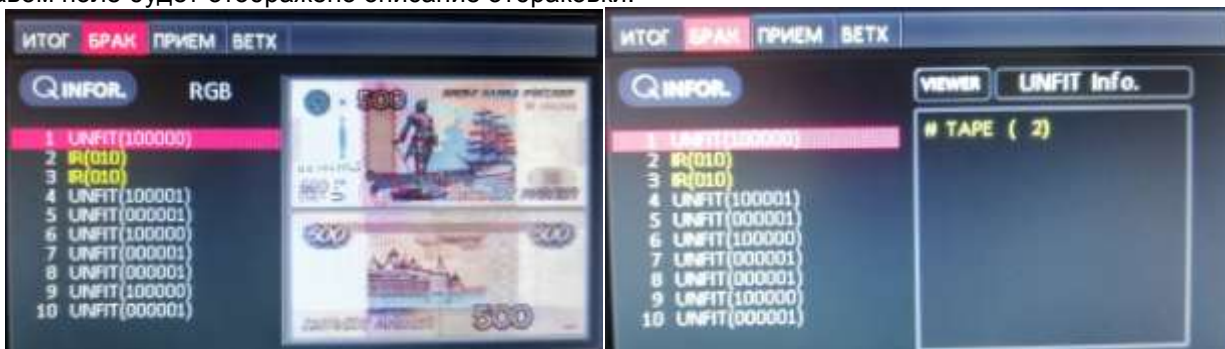 поле будет отображено описание отбраковки.
ИТОГ БРАК ПРИЕМ ВЕТХ
INFOR. RGB
1 UNFIT(100000)
2 IR(010)
3 IR(010)
4 UNFIT(100001)
5 UNFIT(000001)
6 UNFIT(100000)
7 UNFIT(000001)
8 UNFIT(000001)
9 UNFIT(100000)
10 UNFIT(000001)
500
500
500
500
ИТОГ БРАК ПРИЕМ ВЕТХ
INFOR.
VIEWER UNFIT Info.
1 UNFIT(100000)
2 IR(010)
3 IR(010)
4 UNFIT(100001)
5 UNFIT(000001)
6 UNFIT(100000)
7 UNFIT(000001)
8 UNFIT(000001)
9 UNFIT(100000)
10 UNFIT(000001)
# TAPE ( 2)